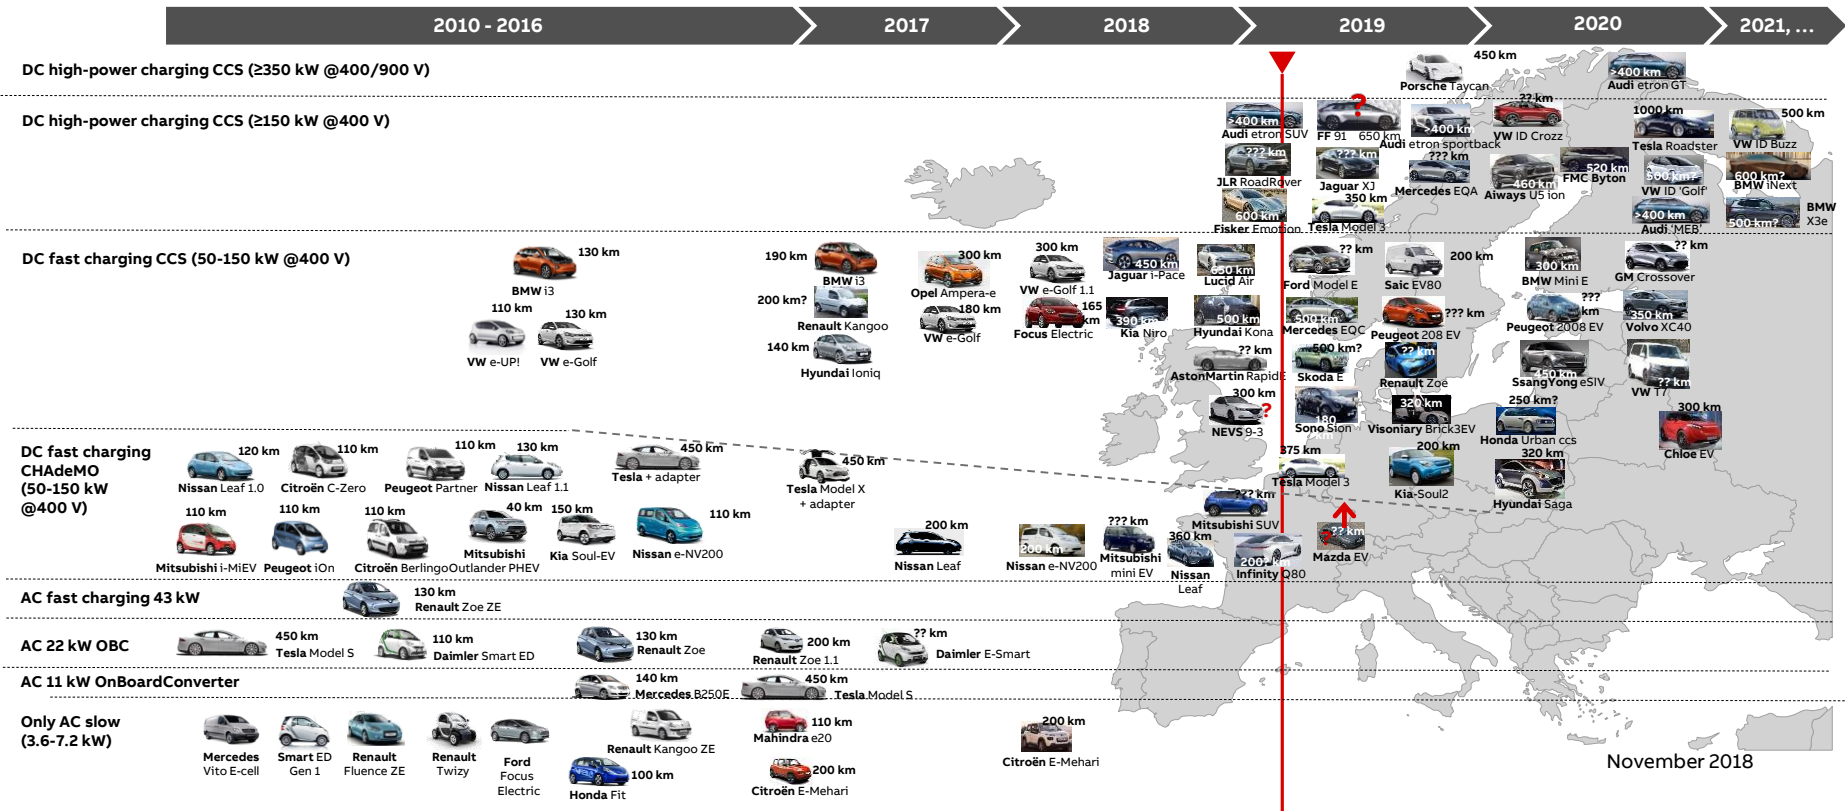 2010 - 2016
2017
2018
2019
2020
2021, ...
DC high-power charging CCS (≥350 kW @400/900 V)
450 km
Porsche Taycan
>400 km
Audi etron GT
DC high-power charging CCS (≥150 kW @400 V)
>400 km
Audi etron SUV
?
FF 91 650 km
>400 km
Audi etron sportback
?? km
VW ID Crozz
1000 km
Tesla Roadster
500 km
VW ID Buzz
??? km
JLR RoadRover
??? km
Jaguar XJ
??? km
Mercedes EQA
460 km
Aiways U5 ion
520 km
FMC Byton
500 km?
VW ID 'Golf'
600 km?
BMW iNext
600 km
Fisker Emotion
350 km
Tesla Model 3
>400 km
Audi 'MEB'
500 km?
BMW
X3e
DC fast charging CCS (50-150 kW @400 V)
130 km
BMW i3
190 km
BMW i3
300 km
Opel Ampera-e
300 km
VW e-Golf 1.1
450 km
Jaguar i-Pace
650 km
Lucid Air
?? km
Ford Model E
200 km
Saic EV80
300 km
BMW Mini E
?? km
GM Crossover
110 km
VW e-UP!
130 km
VW e-Golf
200 km?
Renault Kangoo
180 km
VW e-Golf
165
km
Focus Electric
390 km
Kia Niro
500 km
Hyundai Kona
500 km
Mercedes EQC
??? km
Peugeot 208 EV
???
km
Peugeot 2008 EV
350 km
Volvo XC40
140 km
Hyundai Ioniq
?? km
AstonMartin RapidE
500 km?
Skoda E
?? km
Renault Zoe
450 km
SsangYong eSIV
?? km
VW T7
300 km
?
NEVS 9-3
180
km
Sono Sion
320 km
Visoniary Brick3EV
250 km?
Honda Urban ccs
300 km
Chloe EV
375 km
Tesla Model 3
200 km
Kia-Soul2
320 km
Hyundai Saga
DC fast charging
CHAdeMO
(50-150 kW
@400 V)
120 km
Nissan Leaf 1.0
110 km
Citroën C-Zero
110 km
Peugeot Partner
130 km
Nissan Leaf 1.1
450 km
Tesla + adapter
450 km
Tesla Model X
+ adapter
??? km
Mitsubishi SUV
110 km
Mitsubishi i-MiEV
110 km
Peugeot iOn
110 km
Citroën Berlingo
40 km
Mitsubishi
Outlander PHEV
150 km
Kia Soul-EV
110 km
Nissan e-NV200
200 km
Nissan Leaf
200 km
Nissan e-NV200
??? km
Mitsubishi
mini EV
360 km
Nissan
Leaf
200? km
Infinity Q80
?? km
?
Mazda EV
AC fast charging 43 kW
130 km
Renault Zoe ZE
AC 22 kW OBC
450 km
Tesla Model S
110 km
Daimler Smart ED
130 km
Renault Zoe
200 km
Renault Zoe 1.1
?? km
Daimler E-Smart
AC 11 kW OnBoardConverter
140 km
Mercedes B250E
450 km
Tesla Model S
Only AC slow
(3.6-7.2 kW)
Mercedes
Vito E-cell
Smart ED
Gen 1
Renault
Fluence ZE
Renault
Twizy
Ford
Focus
Electric
Renault Kangoo ZE
100 km
Honda Fit
110 km
Mahindra e20
200 km
Citroën E-Mehari
200 km
Citroën E-Mehari
November 2018